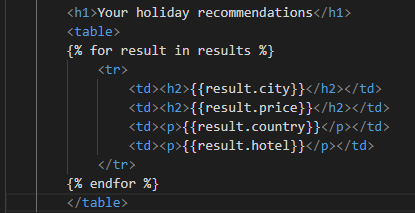 <h1>Your holiday recommendations</h1>
<table>
{% for result in results %}
    <tr>
        <td><h2>{{result.city}}</h2></td>
        <td><h2>{{result.price}}</h2></td>
        <td><p>{{result.country}}</p></td>
        <td><p>{{result.hotel}}</p></td>
    </tr>
{% endfor %}
</table>